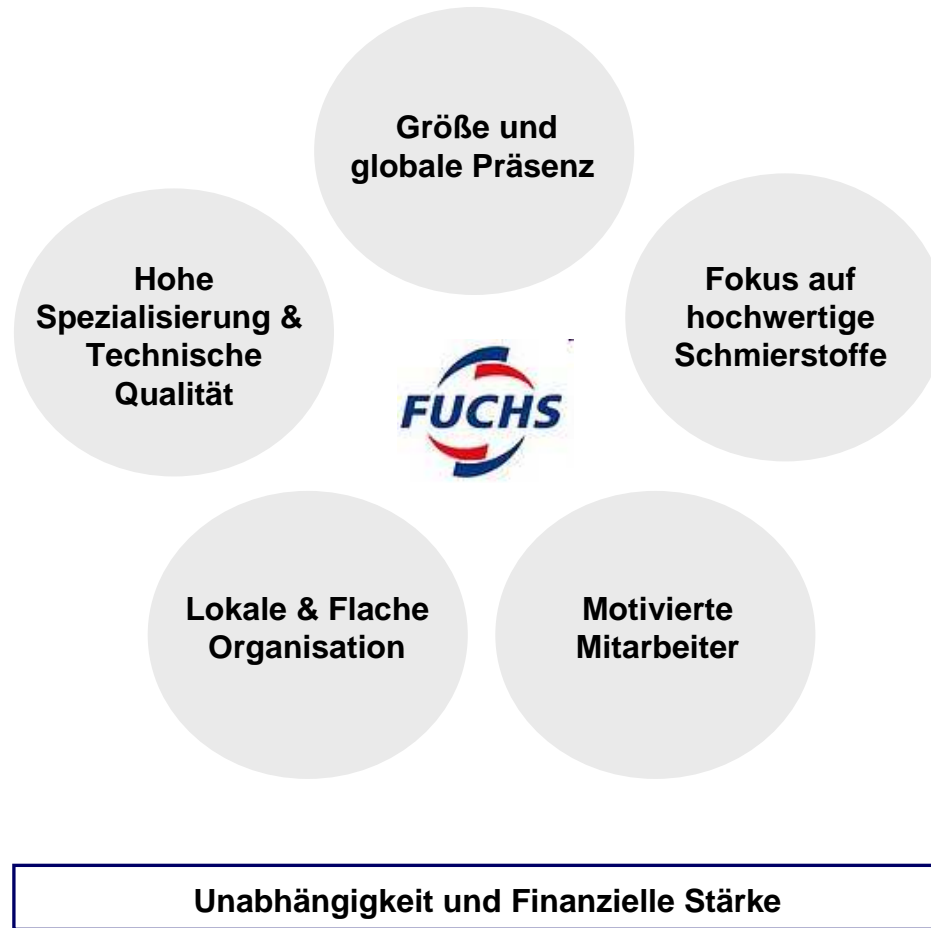 Größe und
globale Präsenz
Hohe
Spezialisierung &
Technische
Qualität
Fokus auf
hochwertige
Schmierstoffe
FUCHS
Lokale & Flache
Organisation
Motivierte
Mitarbeiter
Unabhängigkeit und Finanzielle Stärke